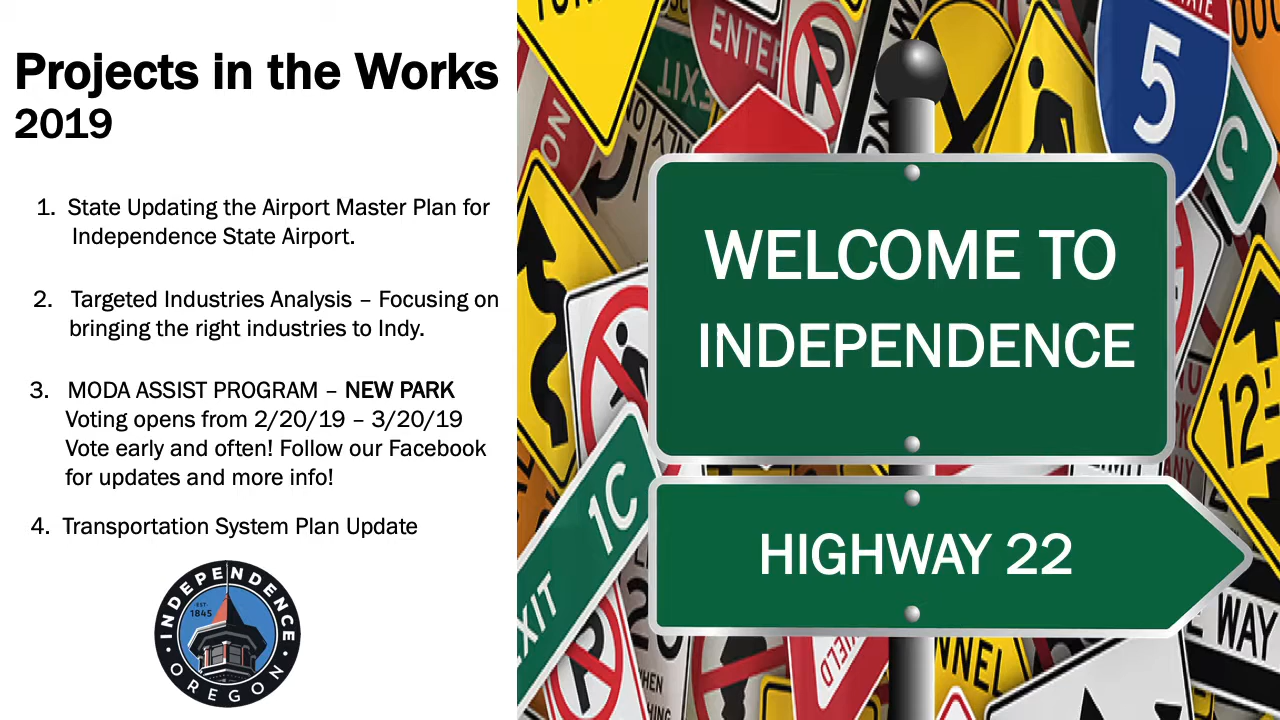 Projects in the Works
2019
1. State Updating the Airport Master Plan for
Independence State Airport.
2. Targeted Industries Analysis – Focusing on
bringing the right industries to Indy.
3. MODA ASSIST PROGRAM – NEW PARK
Voting opens from 2/20/19 – 3/20/19
Vote early and often! Follow our Facebook
for updates and more info!
4. Transportation System Plan Update
INDEPENDENCE
EST.
1845
OREGON
ENTER
EXIT
5
C
WELCOME TO
INDEPENDENCE
12'-
1C
EXIT
HIGHWAY 22
WAY